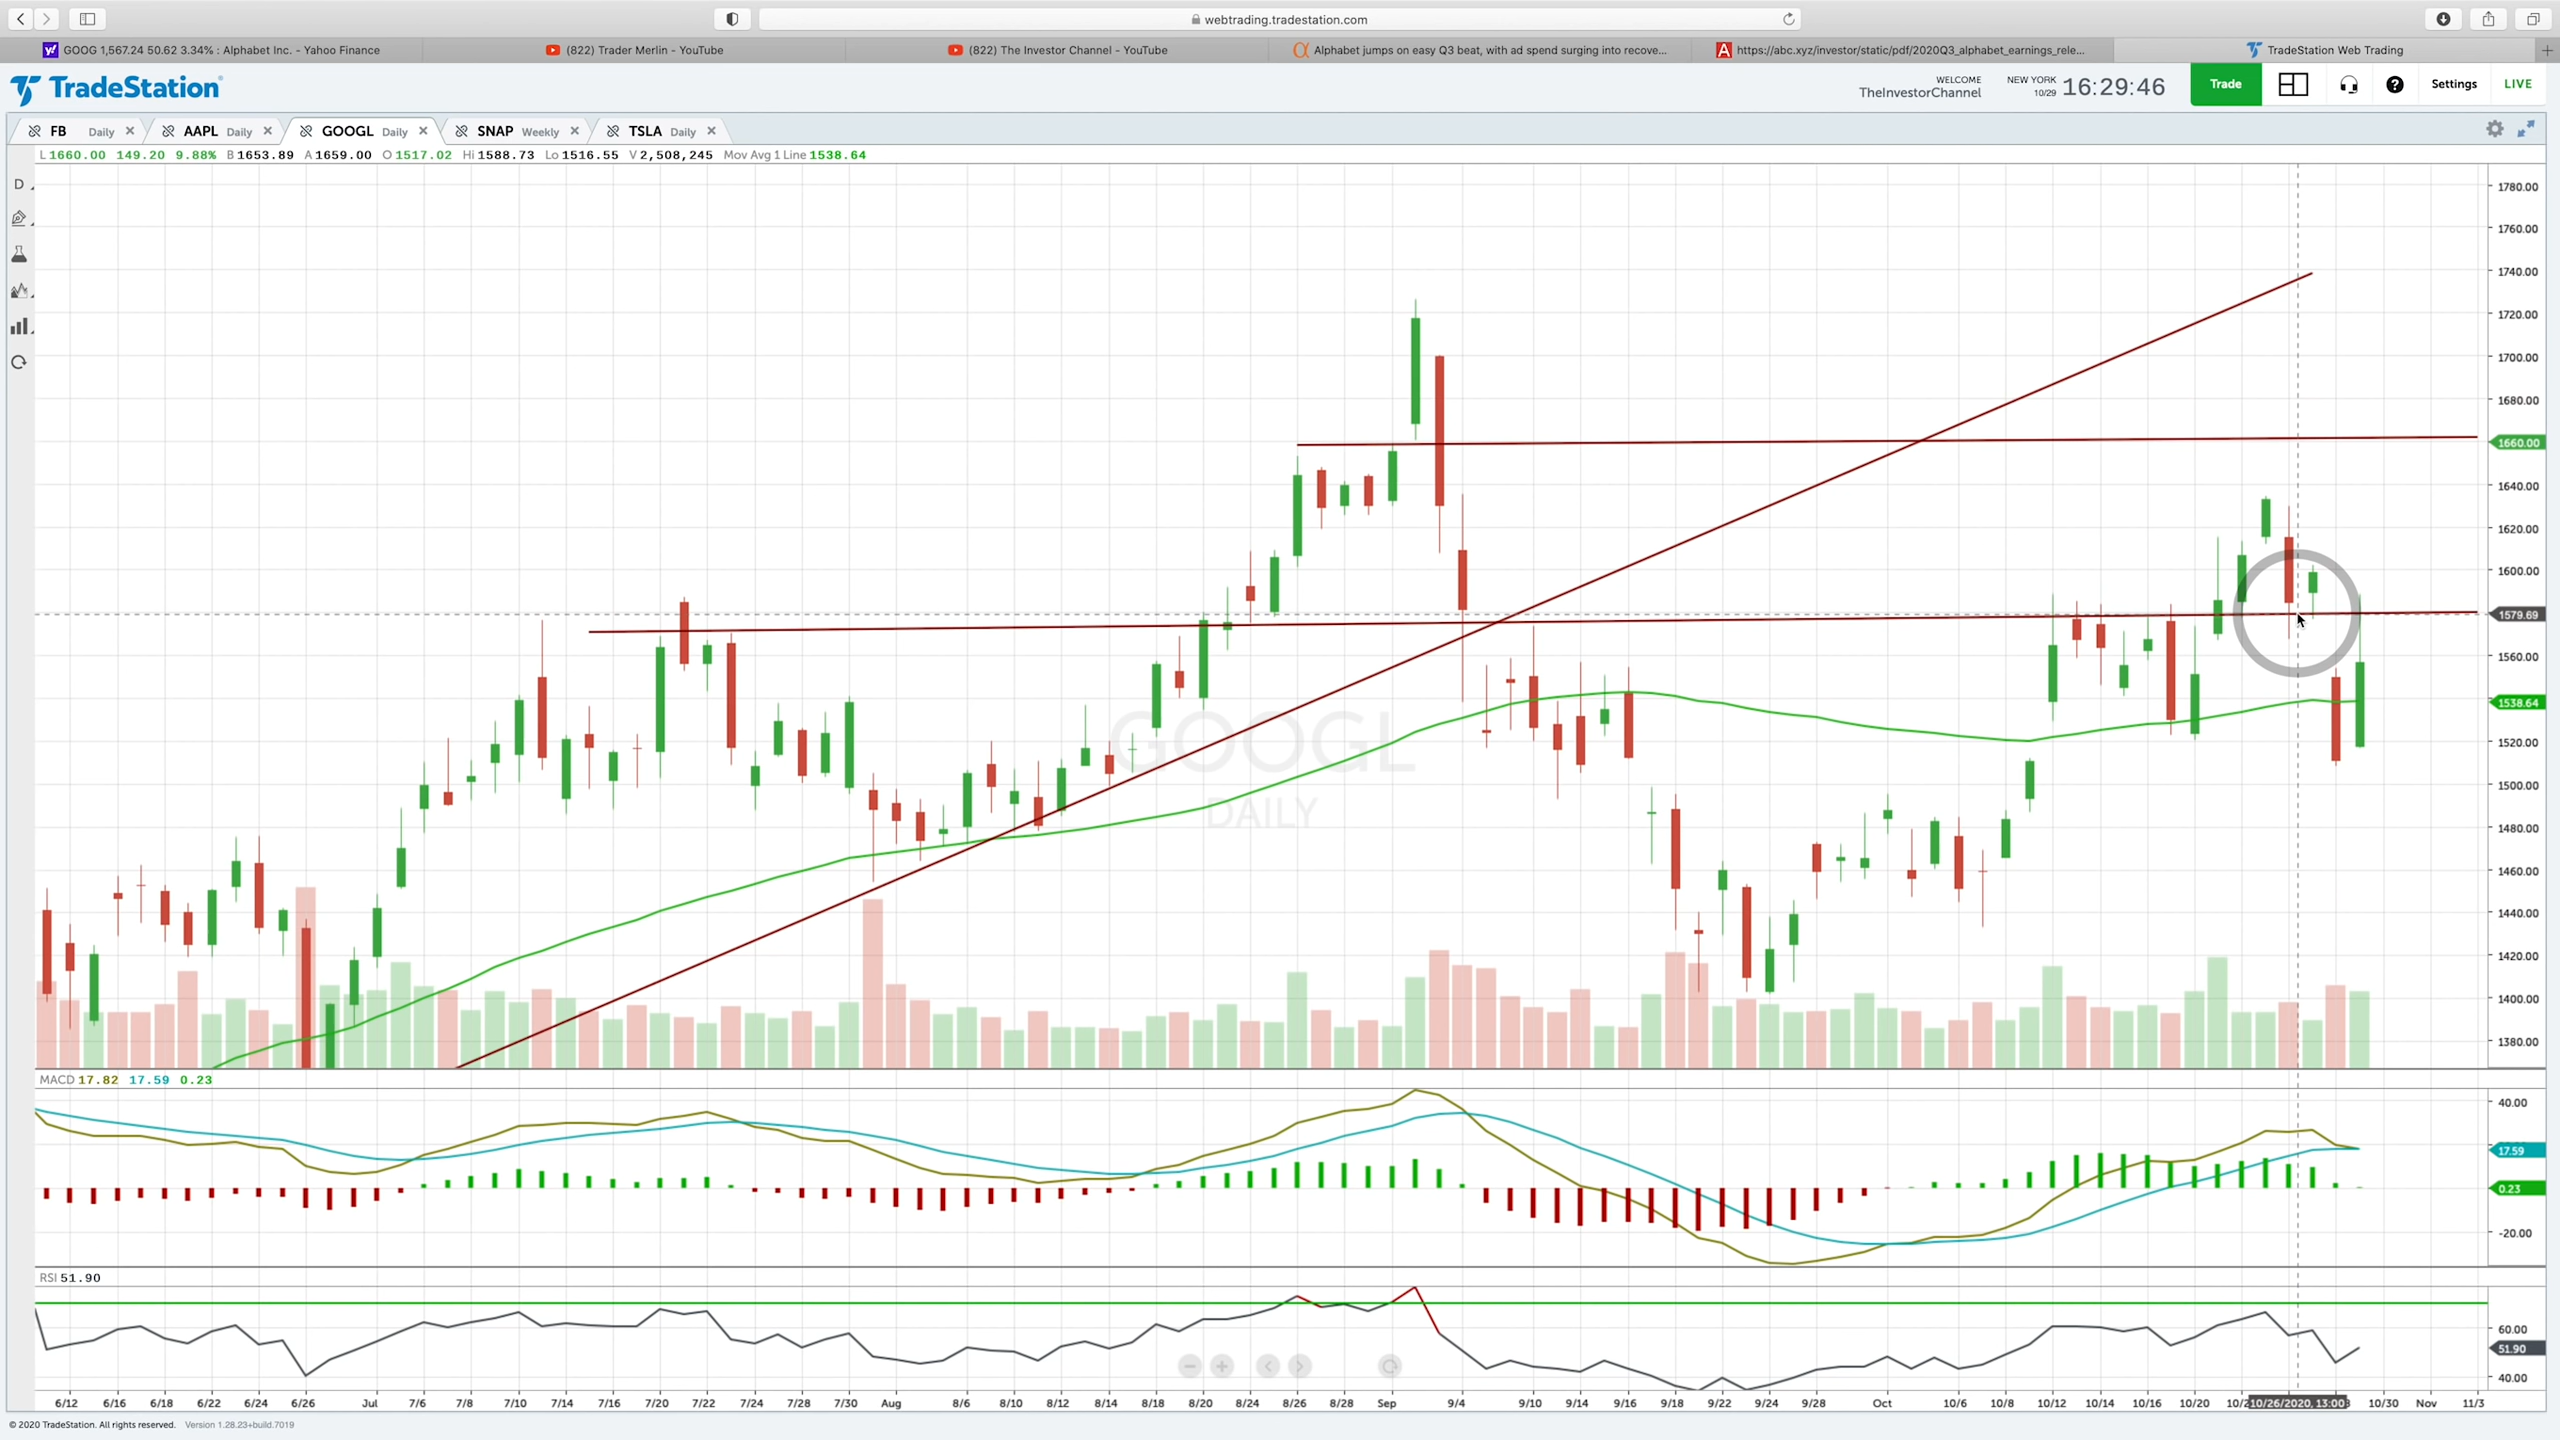 webtrading.tradestation.com
GOOG 1,567.24 50.62 3.34% : Alphabet Inc. - Yahoo Finance
(822) Trader Merlin - YouTube
(822) The Investor Channel - YouTube
Alphabet jumps on easy Q3 beat, with ad spend surging into recove...
https://abc.xyz/investor/static/pdf/2020Q3_alphabet_earnings_rele...
TradeStation Web Trading
TradeStation
WELCOME
TheInvestorChannel
NEW YORK
10/29
16:29:46
Trade
Settings
LIVE
FB Daily
AAPL Daily
GOOGL Daily
SNAP Weekly
TSLA Daily
L 1660.00 149.20 9.88% B 1653.89 A 1659.00 O 1517.02 Hi 1588.73 Lo 1516.55 V 2,508,245 Mov Avg 1 Line 1538.64
D
GOOGL
DAILY
1780.00
1760.00
1740.00
1720.00
1700.00
1680.00
1660.00
1640.00
1620.00
1600.00
1579.69
1560.00
1538.64
1520.00
1500.00
1480.00
1460.00
1440.00
1420.00
1400.00
1380.00
MACD 17.82 17.59 0.23
40.00
17.59
0.23
-20.00
RSI 51.90
60.00
51.90
40.00
6/12 6/16 6/18 6/22 6/24 6/26 Jul 7/6 7/8 7/10 7/14 7/16 7/20 7/22 7/24 7/28 7/30 Aug 8/6 8/10 8/12 8/14 8/18 8/20 8/24 8/26 8/28 Sep 9/4 9/10 9/14 9/16 9/18 9/22 9/24 9/28 Oct 10/6 10/8 10/12 10/14 10/16 10/20 10/26/2020, 13:00 10/30 Nov 11/3
© 2020 TradeStation. All rights reserved. Version 1.28.23+build.7019